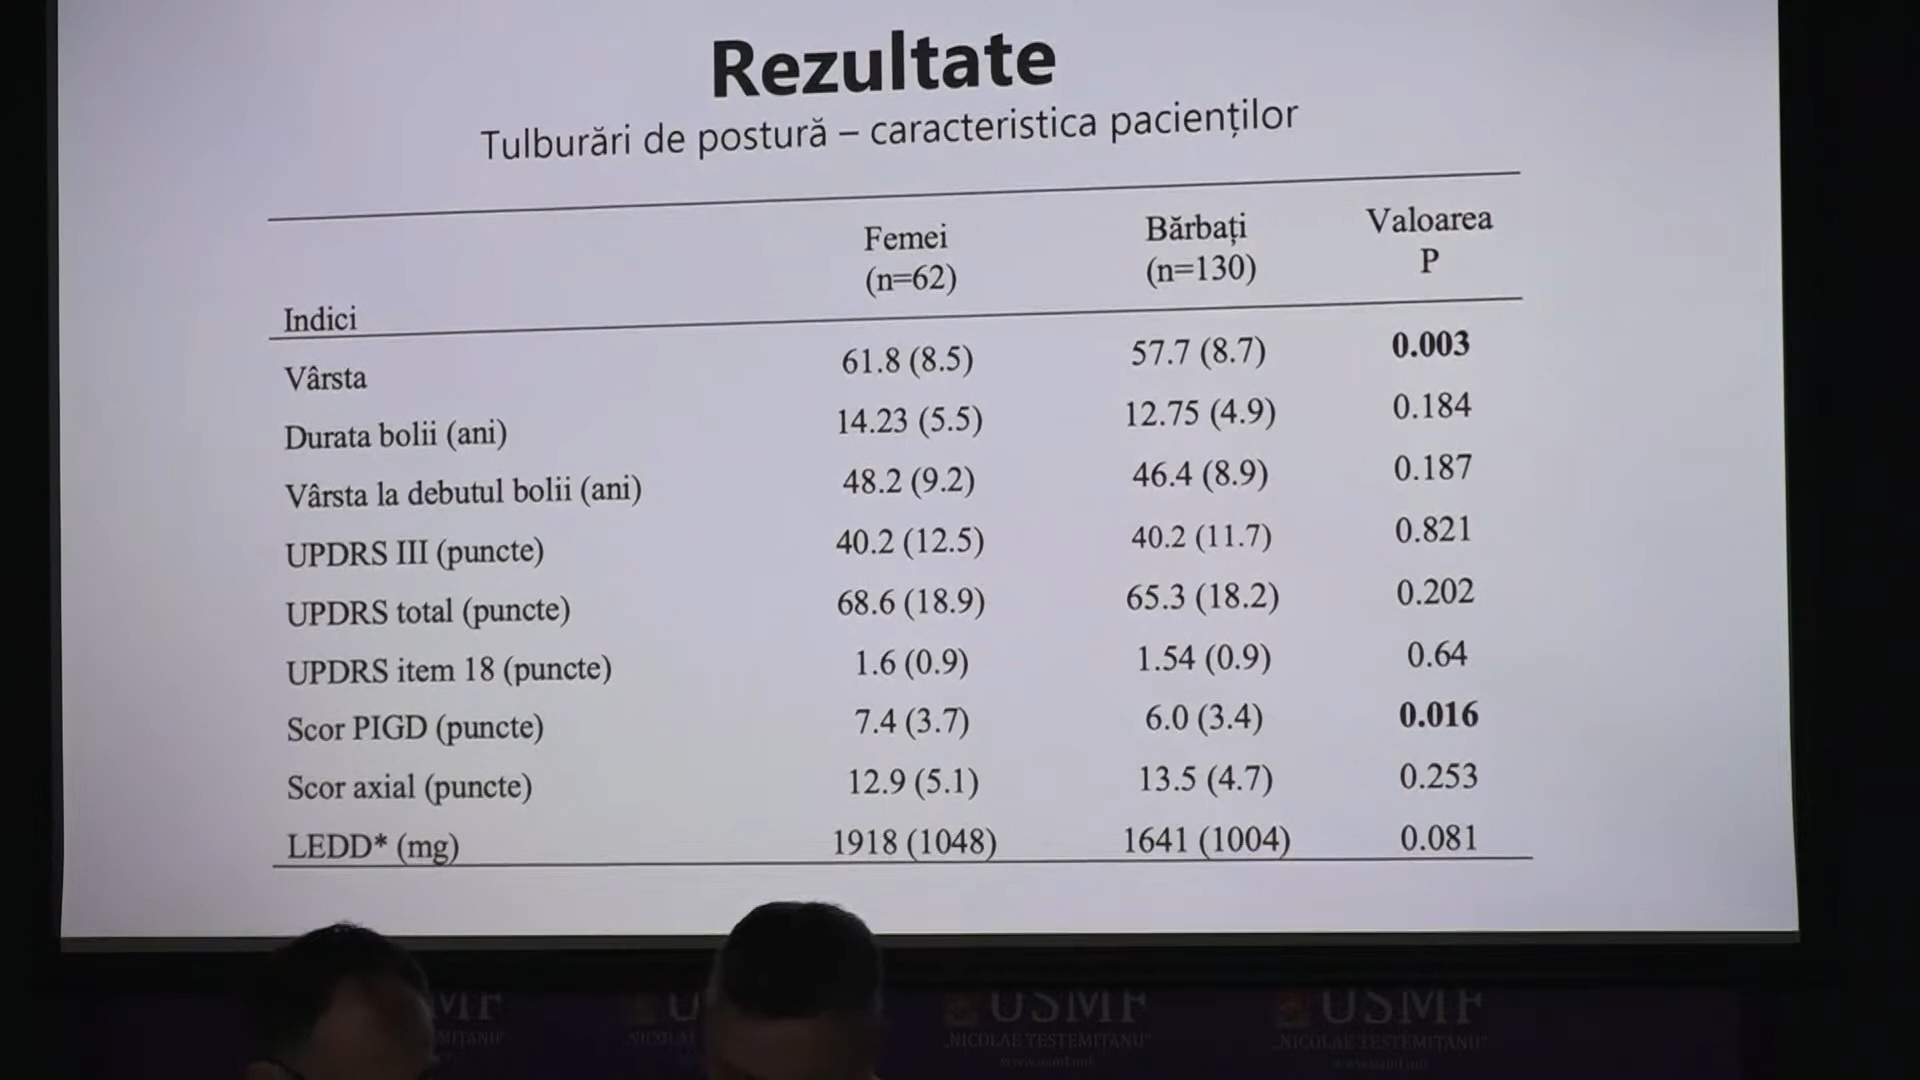 Rezultate
Tulburări de postură – caracteristica pacienților
Indici Femei (n=62) Bărbați (n=130) Valoarea P
Vârsta 61.8 (8.5) 57.7 (8.7) 0.003
Durata bolii (ani) 14.23 (5.5) 12.75 (4.9) 0.184
Vârsta la debutul bolii (ani) 48.2 (9.2) 46.4 (8.9) 0.187
UPDRS III (puncte) 40.2 (12.5) 40.2 (11.7) 0.821
UPDRS total (puncte) 68.6 (18.9) 65.3 (18.2) 0.202
UPDRS item 18 (puncte) 1.6 (0.9) 1.54 (0.9) 0.64
Scor PIGD (puncte) 7.4 (3.7) 6.0 (3.4) 0.016
Scor axial (puncte) 12.9 (5.1) 13.5 (4.7) 0.253
LEDD* (mg) 1918 (1048) 1641 (1004) 0.081
USMF USMF
„NICOLAE TESTEMIȚANU” „NICOLAE TESTEMIȚANU”